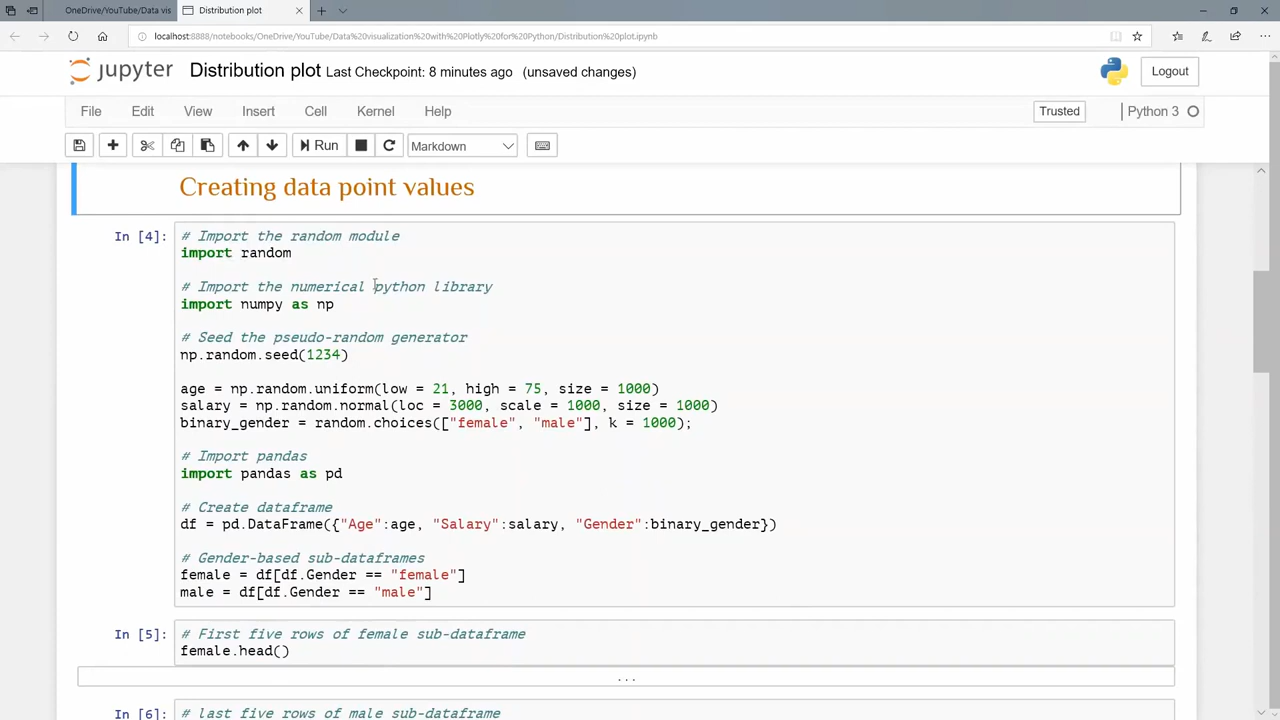 OneDrive/YouTube/Data vis
Distribution plot
localhost:8888/notebooks/OneDrive/YouTube/Data%20visualization%20with%20Plotly%20for%20Python/Distribution%20plot.ipynb
jupyter Distribution plot Last Checkpoint: 8 minutes ago (unsaved changes) Logout
File Edit View Insert Cell Kernel Help Trusted Python 3
Run Markdown
Creating data point values
In [4]:
# Import the random module
import random
# Import the numerical python library
import numpy as np
# Seed the pseudo-random generator
np.random.seed(1234)
age = np.random.uniform(low = 21, high = 75, size = 1000)
salary = np.random.normal(loc = 3000, scale = 1000, size = 1000)
binary_gender = random.choices(["female", "male"], k = 1000);
# Import pandas
import pandas as pd
# Create dataframe
df = pd.DataFrame({"Age":age, "Salary":salary, "Gender":binary_gender})
# Gender-based sub-dataframes
female = df[df.Gender == "female"]
male = df[df.Gender == "male"]
In [5]:
# First five rows of female sub-dataframe
female.head()
...
In [6]:
# last five rows of male sub-dataframe